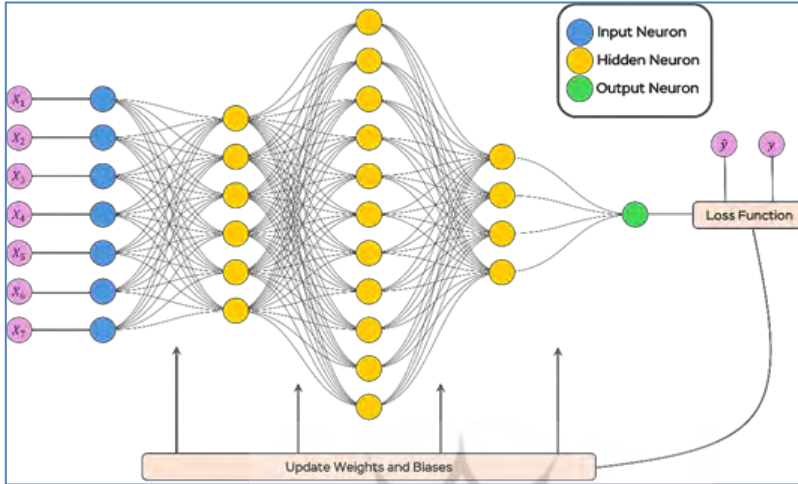 Input Neuron
Hidden Neuron
Output Neuron
X₁
X₂
X₃
X₄
X₅
X₆
X₇
ŷ
y
Loss Function
Update Weights and Biases